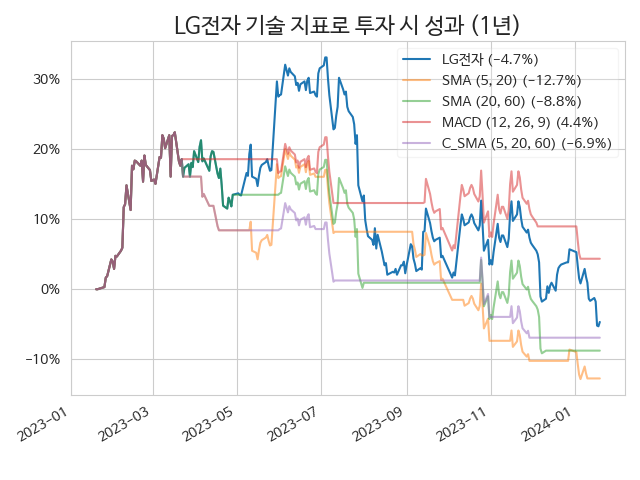 LG전자 기술 지표로 투자 시 성과 (1년)
LG전자 (−4.7%)
SMA (5, 20) (−12.7%)
SMA (20, 60) (−8.8%)
MACD (12, 26, 9) (4.4%)
C_SMA (5, 20, 60) (−6.9%)
30%
20%
10%
0%
−10%
2023−01
2023−03
2023−05
2023−07
2023−09
2023−11
2024−01